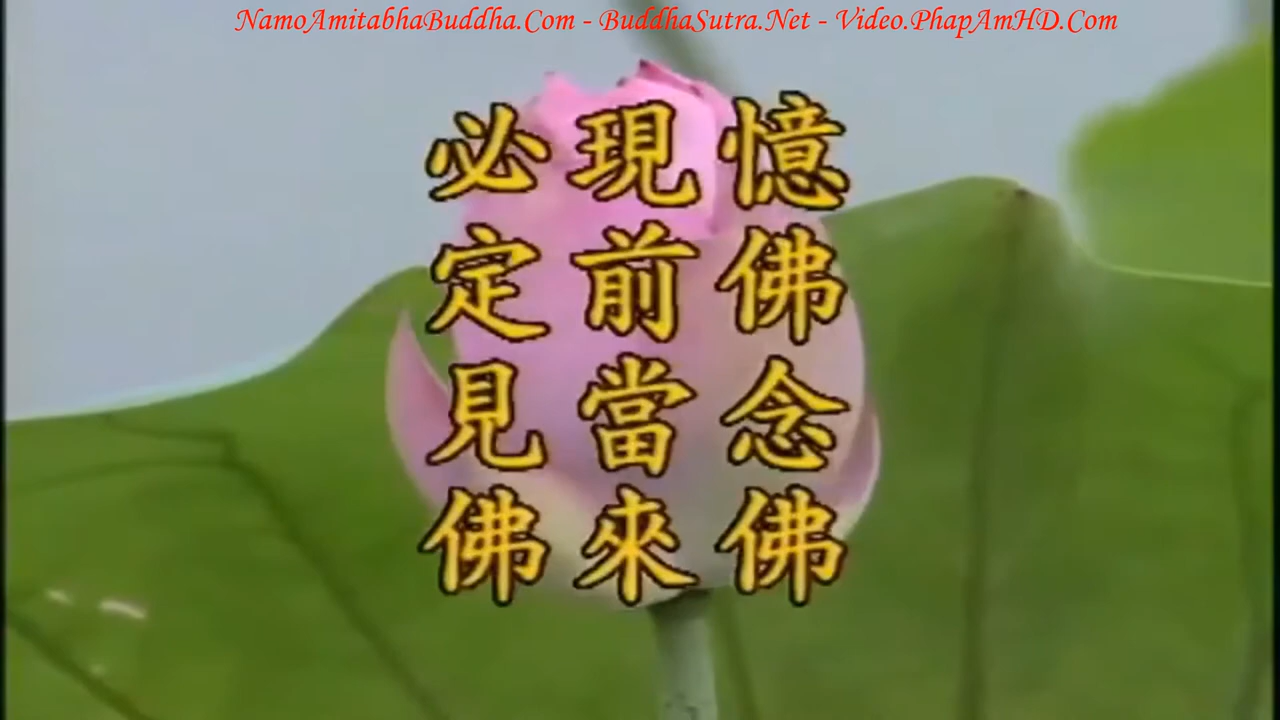 NamoAmitabhaBuddha.Com - BuddhaSutra.Net - Video.PhapAmHD.Com
憶佛念佛
現前當來
必定見佛